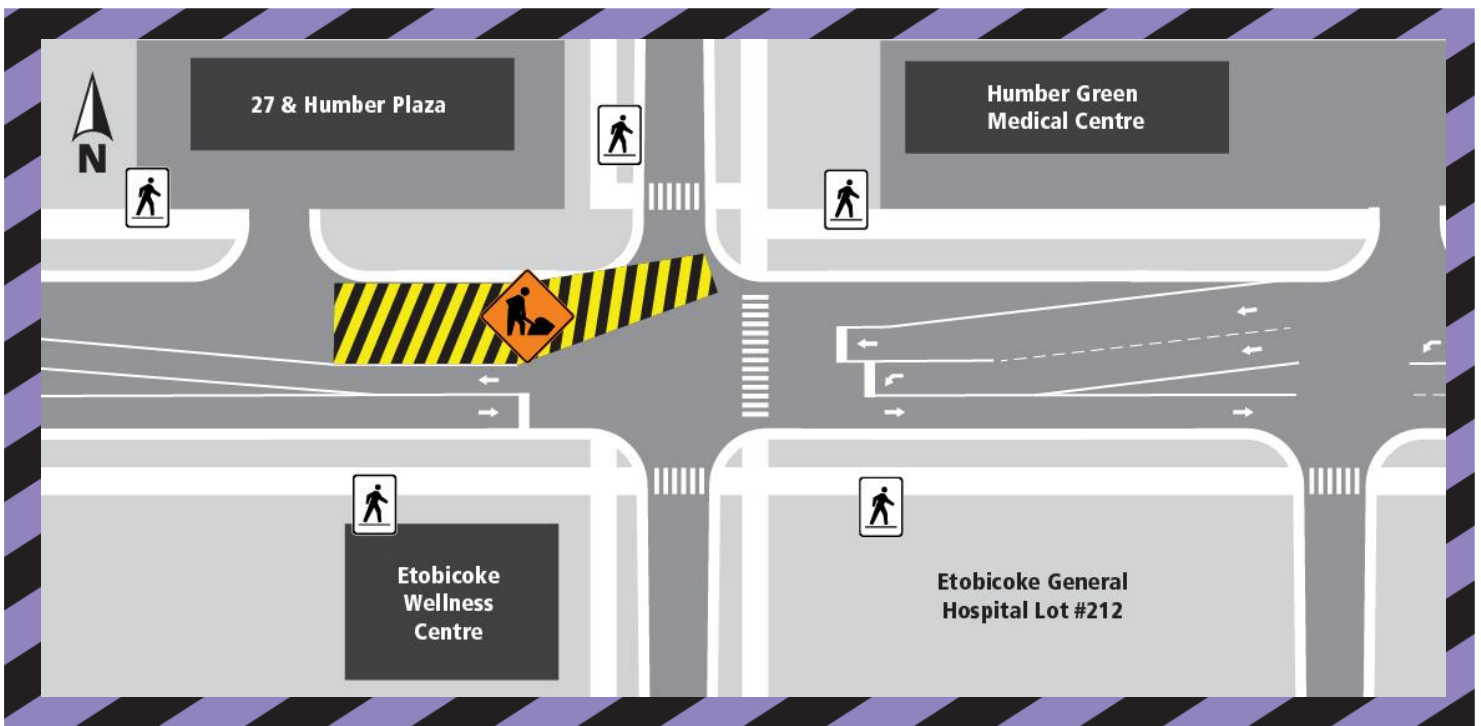 27 & Humber Plaza
Humber Green
Medical Centre
N
Etobicoke
Wellness
Centre
Etobicoke General
Hospital Lot #212